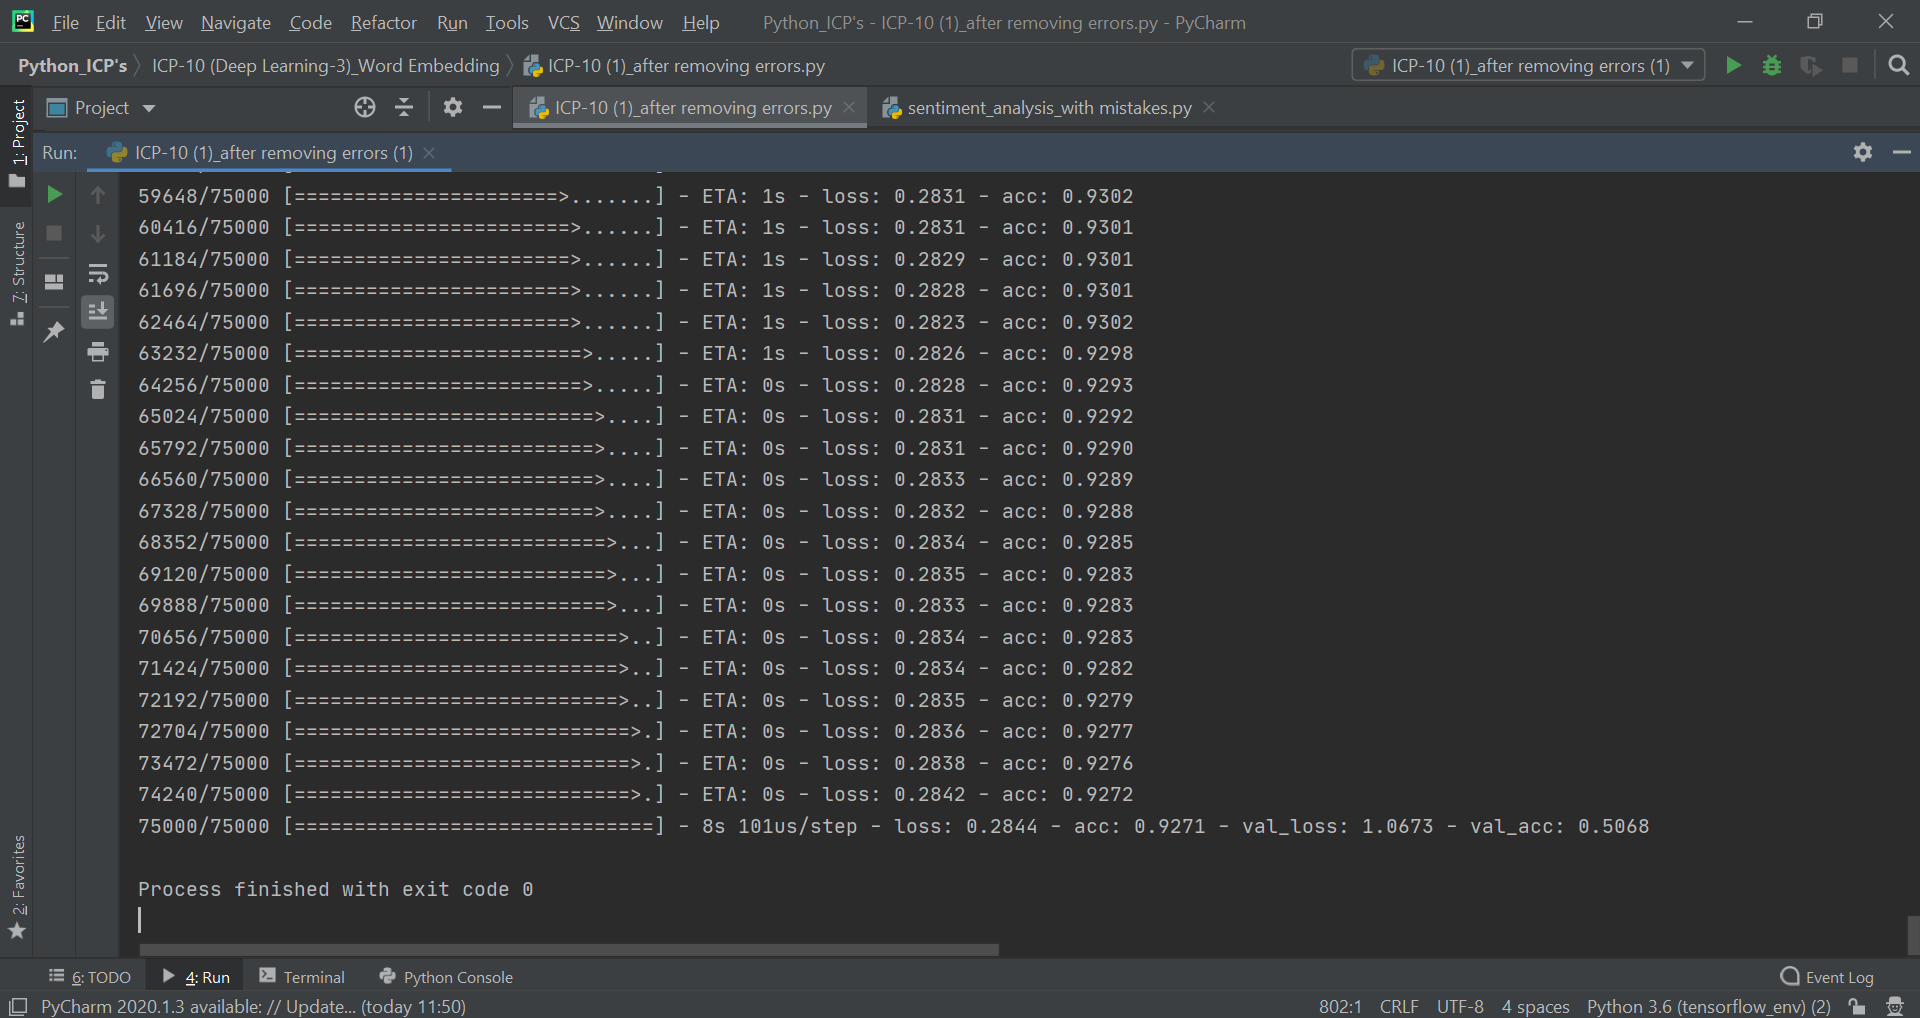 File Edit View Navigate Code Refactor Run Tools VCS Window Help Python_ICP's - ICP-10 (1)_after removing errors.py - PyCharm
Python_ICP's ICP-10 (Deep Learning-3)_Word Embedding ICP-10 (1)_after removing errors.py ICP-10 (1)_after removing errors (1)
1: Project Project ICP-10 (1)_after removing errors.py sentiment_analysis_with mistakes.py
Run: ICP-10 (1)_after removing errors (1)
59648/75000 [======================>.......] - ETA: 1s - loss: 0.2831 - acc: 0.9302
60416/75000 [=======================>......] - ETA: 1s - loss: 0.2831 - acc: 0.9301
61184/75000 [=======================>......] - ETA: 1s - loss: 0.2829 - acc: 0.9301
61696/75000 [=======================>......] - ETA: 1s - loss: 0.2828 - acc: 0.9301
62464/75000 [=======================>......] - ETA: 1s - loss: 0.2823 - acc: 0.9302
63232/75000 [========================>.....] - ETA: 1s - loss: 0.2826 - acc: 0.9298
64256/75000 [========================>.....] - ETA: 0s - loss: 0.2828 - acc: 0.9293
65024/75000 [=========================>....] - ETA: 0s - loss: 0.2831 - acc: 0.9292
65792/75000 [=========================>....] - ETA: 0s - loss: 0.2831 - acc: 0.9290
66560/75000 [=========================>....] - ETA: 0s - loss: 0.2833 - acc: 0.9289
67328/75000 [=========================>....] - ETA: 0s - loss: 0.2832 - acc: 0.9288
68352/75000 [==========================>...] - ETA: 0s - loss: 0.2834 - acc: 0.9285
69120/75000 [==========================>...] - ETA: 0s - loss: 0.2835 - acc: 0.9283
69888/75000 [==========================>...] - ETA: 0s - loss: 0.2833 - acc: 0.9283
70656/75000 [===========================>..] - ETA: 0s - loss: 0.2834 - acc: 0.9283
71424/75000 [===========================>..] - ETA: 0s - loss: 0.2834 - acc: 0.9282
72192/75000 [===========================>..] - ETA: 0s - loss: 0.2835 - acc: 0.9279
72704/75000 [============================>.] - ETA: 0s - loss: 0.2836 - acc: 0.9277
73472/75000 [============================>.] - ETA: 0s - loss: 0.2838 - acc: 0.9276
74240/75000 [============================>.] - ETA: 0s - loss: 0.2842 - acc: 0.9272
75000/75000 [==============================] - 8s 101us/step - loss: 0.2844 - acc: 0.9271 - val_loss: 1.0673 - val_acc: 0.5068
Process finished with exit code 0
7: Structure
2: Favorites
6: TODO 4: Run Terminal Python Console Event Log
PyCharm 2020.1.3 available: // Update... (today 11:50) 802:1 CRLF UTF-8 4 spaces Python 3.6 (tensorflow_env) (2)